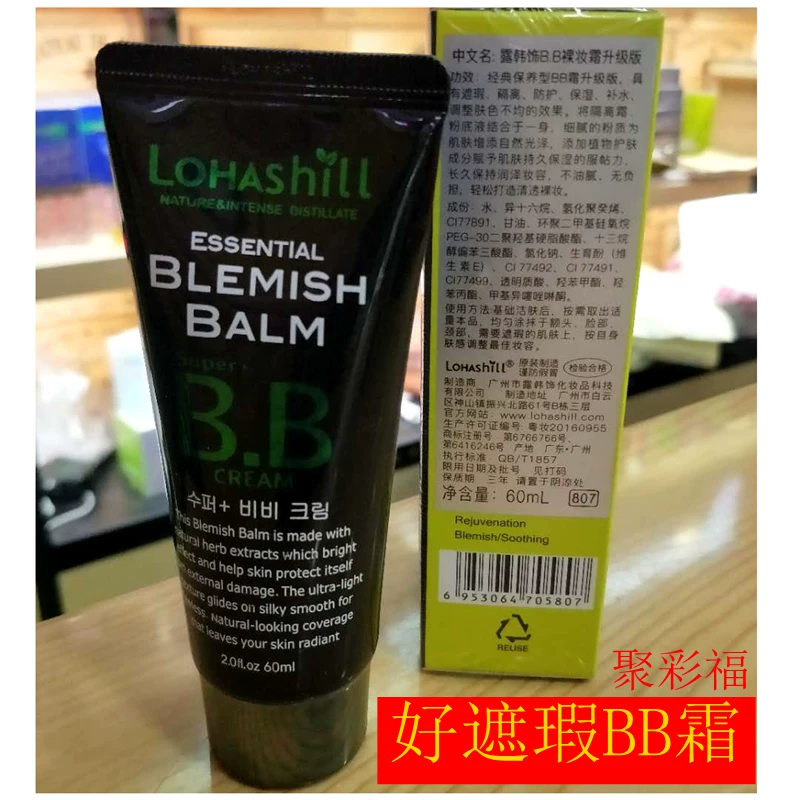 LOHAShill
NATURE&INTENSE DISTILLATE
ESSENTIAL
BLEMISH
BALM
Super+
B.B
CREAM
수퍼+ 비비 크림
This Blemish Balm is made with
natural herb extracts which bright
effect and help skin protect itself
external damage. The ultra-light
texture glides on silky smooth for
Natural-looking coverage
that leaves your skin radiant
2.0fl.oz 60ml
中文名: 露韩饰B.B裸妆霜升级版
功效: 经典保养型BB霜升级版，具
有遮瑕、隔离、防护、保湿、补水、
调整肤色不均的效果。将隔离霜、
粉底液结合于一身，细腻的粉质为
肌肤增添自然光泽，添加植物护肤
成分赋予肌肤持久保湿的服帖力，
长久保持润泽妆容，不油腻、无负
担，轻松打造清透裸妆。
成份: 水、异十六烷、氢化聚癸烯、
CI77891、甘油、环聚二甲基硅氧烷
PEG-30二聚羟基硬脂酸酯、十三烷
醇偏苯三酸酯、氯化钠、生育酚（维
生素E）、CI 77492、CI 77491、
CI77499、透明质酸、羟苯甲酯、羟
苯丙酯、甲基异噻唑啉酮。
使用方法:基础洁肤后，按需取出适
量本品，均匀涂抹于额头、脸部、
颈部，需要遮瑕的肌肤上，按自身
肤感调整最佳妆容。
LOHAShill® 原装制造 谨防假冒 检验合格
制造商 广州市露韩饰化妆品科技
有限公司 制造地址 广州市白云
区神山镇振兴北路61号B栋三层
官方网站: www.lohashill.com
生产许可证编号: 粤妆20160955
商标注册号 第6766766号、
第6416246号 产地 广东·广州
执行标准 QB/T1857
限用日期及批号 见打码
保质期 三年 请置于阴凉处
净含量: 60mL 807
Rejuvenation
Blemish/Soothing
6 953064 705807
REUSE
聚彩福
好遮瑕BB霜